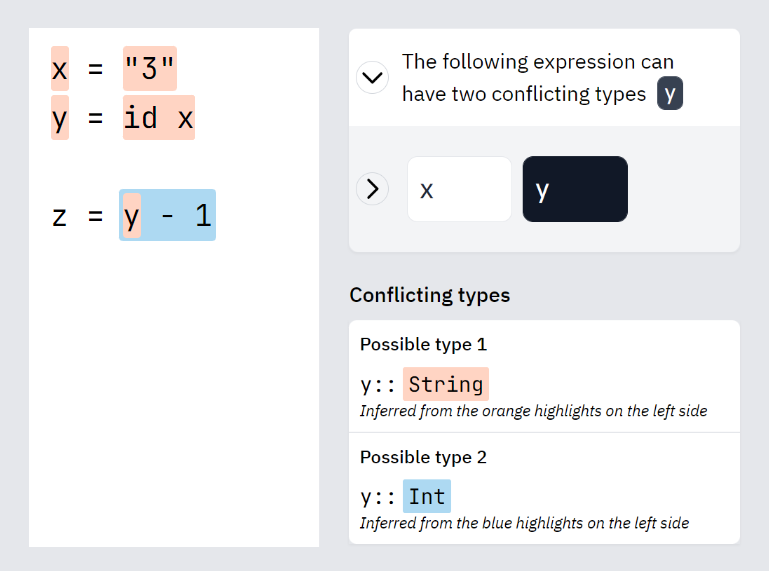 x = "3"
y = id x
z = y - 1
The following expression can
have two conflicting types y
x y
Conflicting types
Possible type 1
y:: String
Inferred from the orange highlights on the left side
Possible type 2
y:: Int
Inferred from the blue highlights on the left side